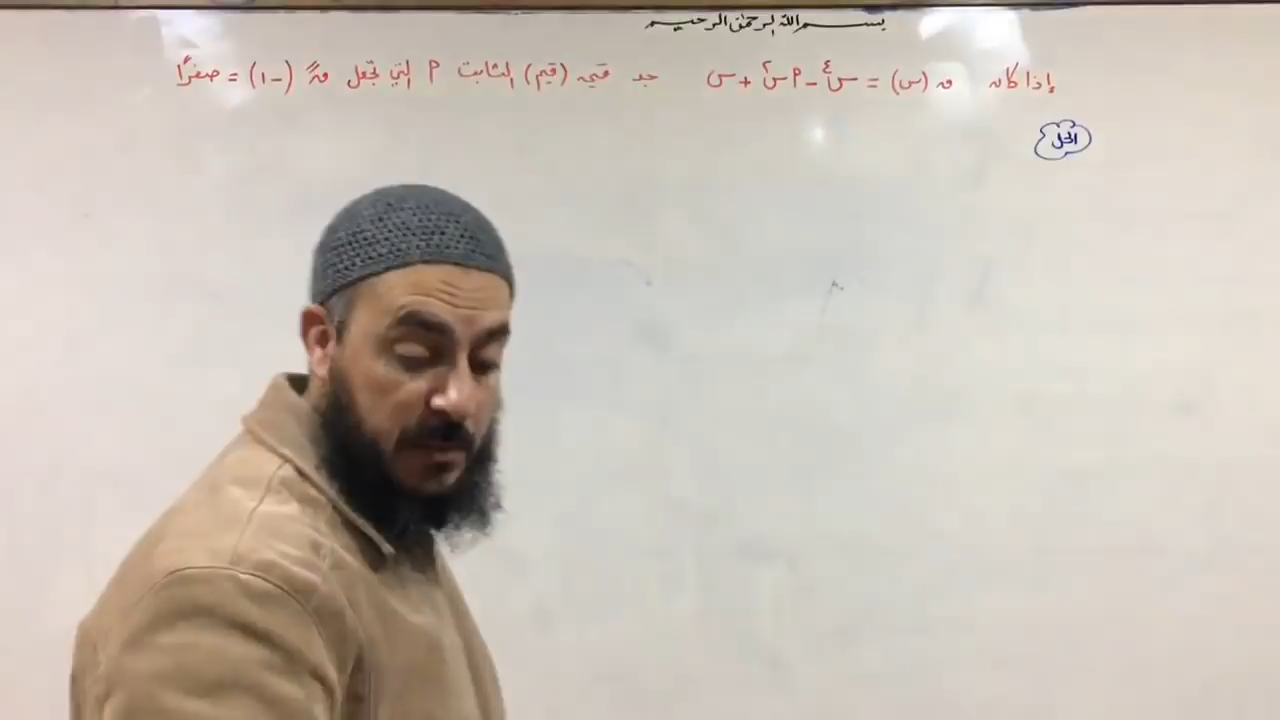 بسم الله الرحمن الرحيم
إذا كان ق (س) = س٤ - P س٢ + س جد قيمة (قيم) الثابت P التي تجعل قً (-١) = صفرًا
الحل